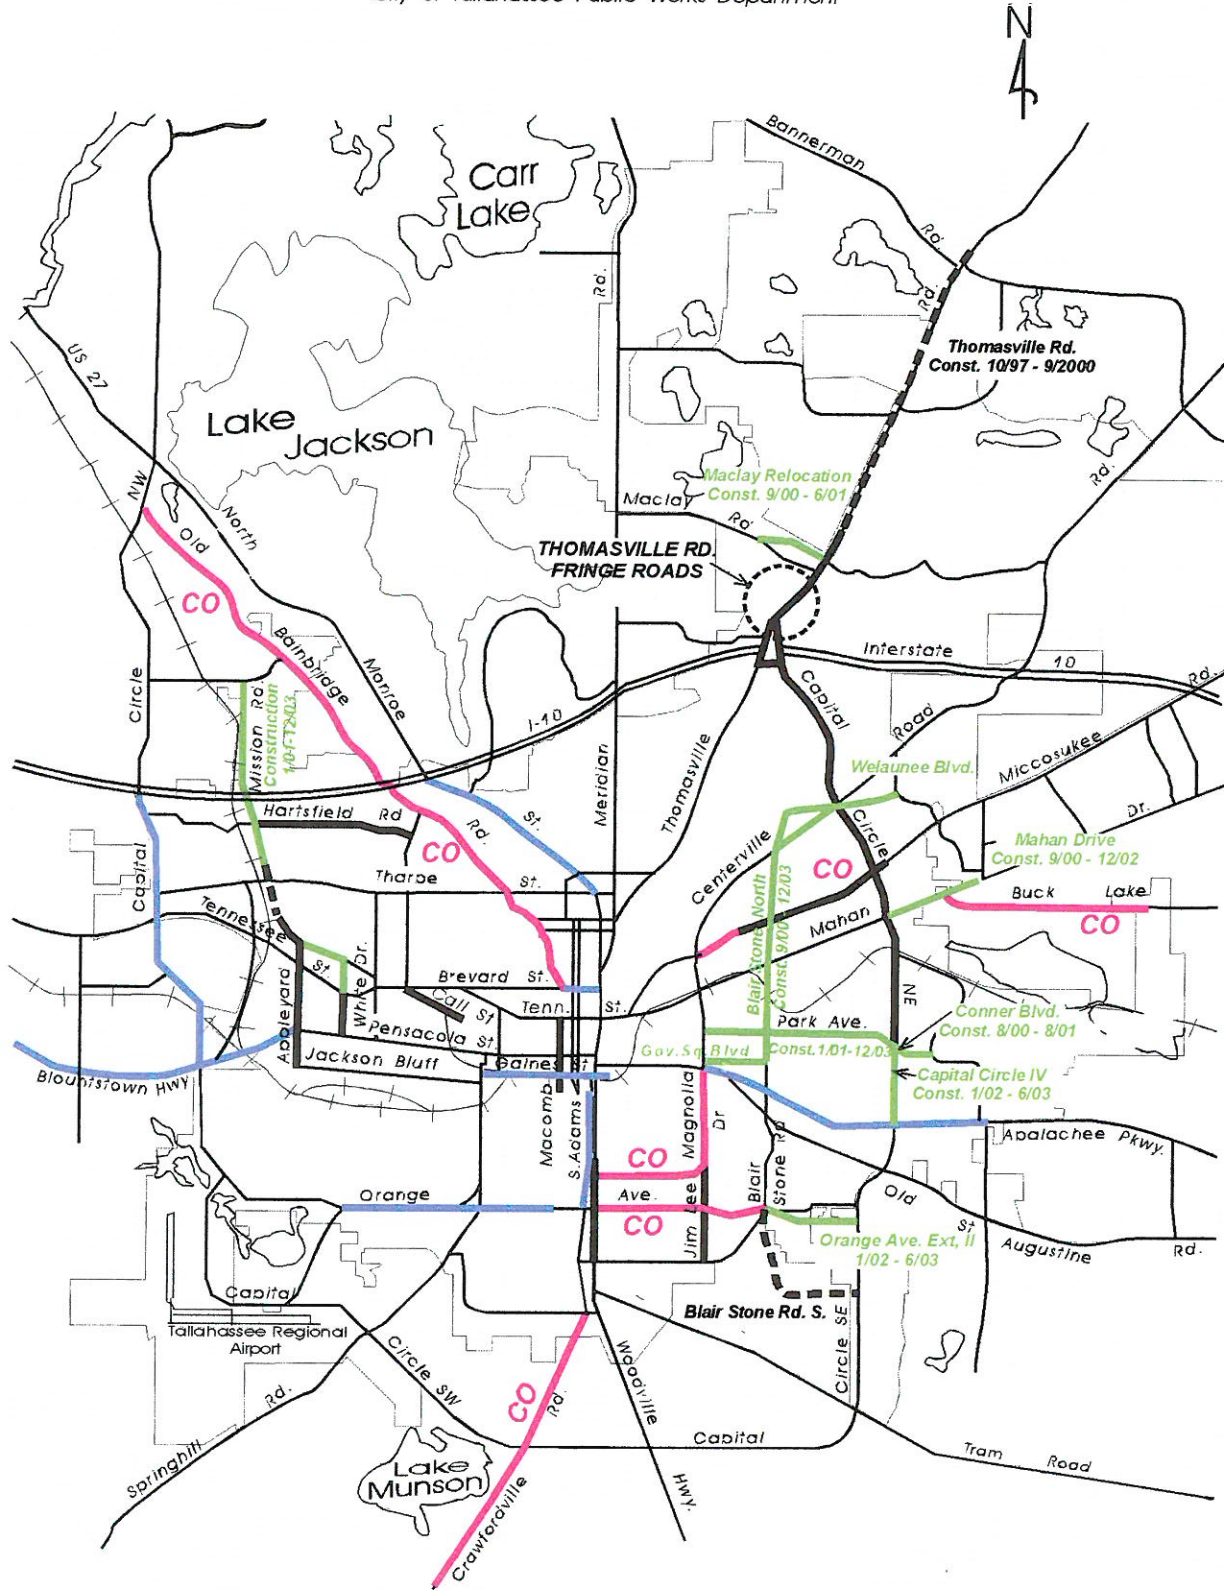 of Tallahassee Public Works Department
N
Bannerman
Rd.
Carr
Lake
Rd.
Rd.
Thomasville Rd.
Const. 10/97 - 9/2000
US 27
Lake
Jackson
Rd.
NW
Maclay Relocation
Const. 9/00 - 6/01
Maclay
Rd
Old
North
THOMASVILLE RD.
FRINGE ROADS
CO
Bainbridge
Monroe
Interstate
10
Rd.
Circle
Mission Rd.
Construction
1/01-12/03
I-10
Capital
Road
Meridian
Thomasville
Welaunee Blvd.
Miccosukee
Dr.
Hartsfield Rd
Rd.
St.
Circle
Mahan Drive
Const. 9/00 - 12/02
CO
Centerville
CO
Capital
Tharpe St.
Buck Lake
CO
Tennessee
St.
Mahan
Blair Stone North
Const. 9/00 - 12/03
White Dr.
Brevard St.
Appleyard
Call St
Tenn. St.
NE
Conner Blvd.
Const. 8/00 - 8/01
Pensacola St.
Park Ave.
Jackson Bluff
Gaines St
Gov. Sq. Blvd
Const. 1/01-12/03
Blountstown Hwy.
Capital Circle IV
Const. 1/02 - 6/03
Macomb
S. Adams
Magnolia
Dr
Apalachee Pkwy.
CO
Blair
Stone Rd
Orange
Ave.
CO
Jim Lee
Old
St
Augustine
Rd.
Orange Ave. Ext, II
1/02 - 6/03
Capital
Blair Stone Rd. S.
Tallahassee Regional
Airport
Circle SW
Circle SE
Rd.
CO
Rd.
Woodville
Capital
Springhill
Lake
Munson
Tram Road
Hwy.
Crawfordville